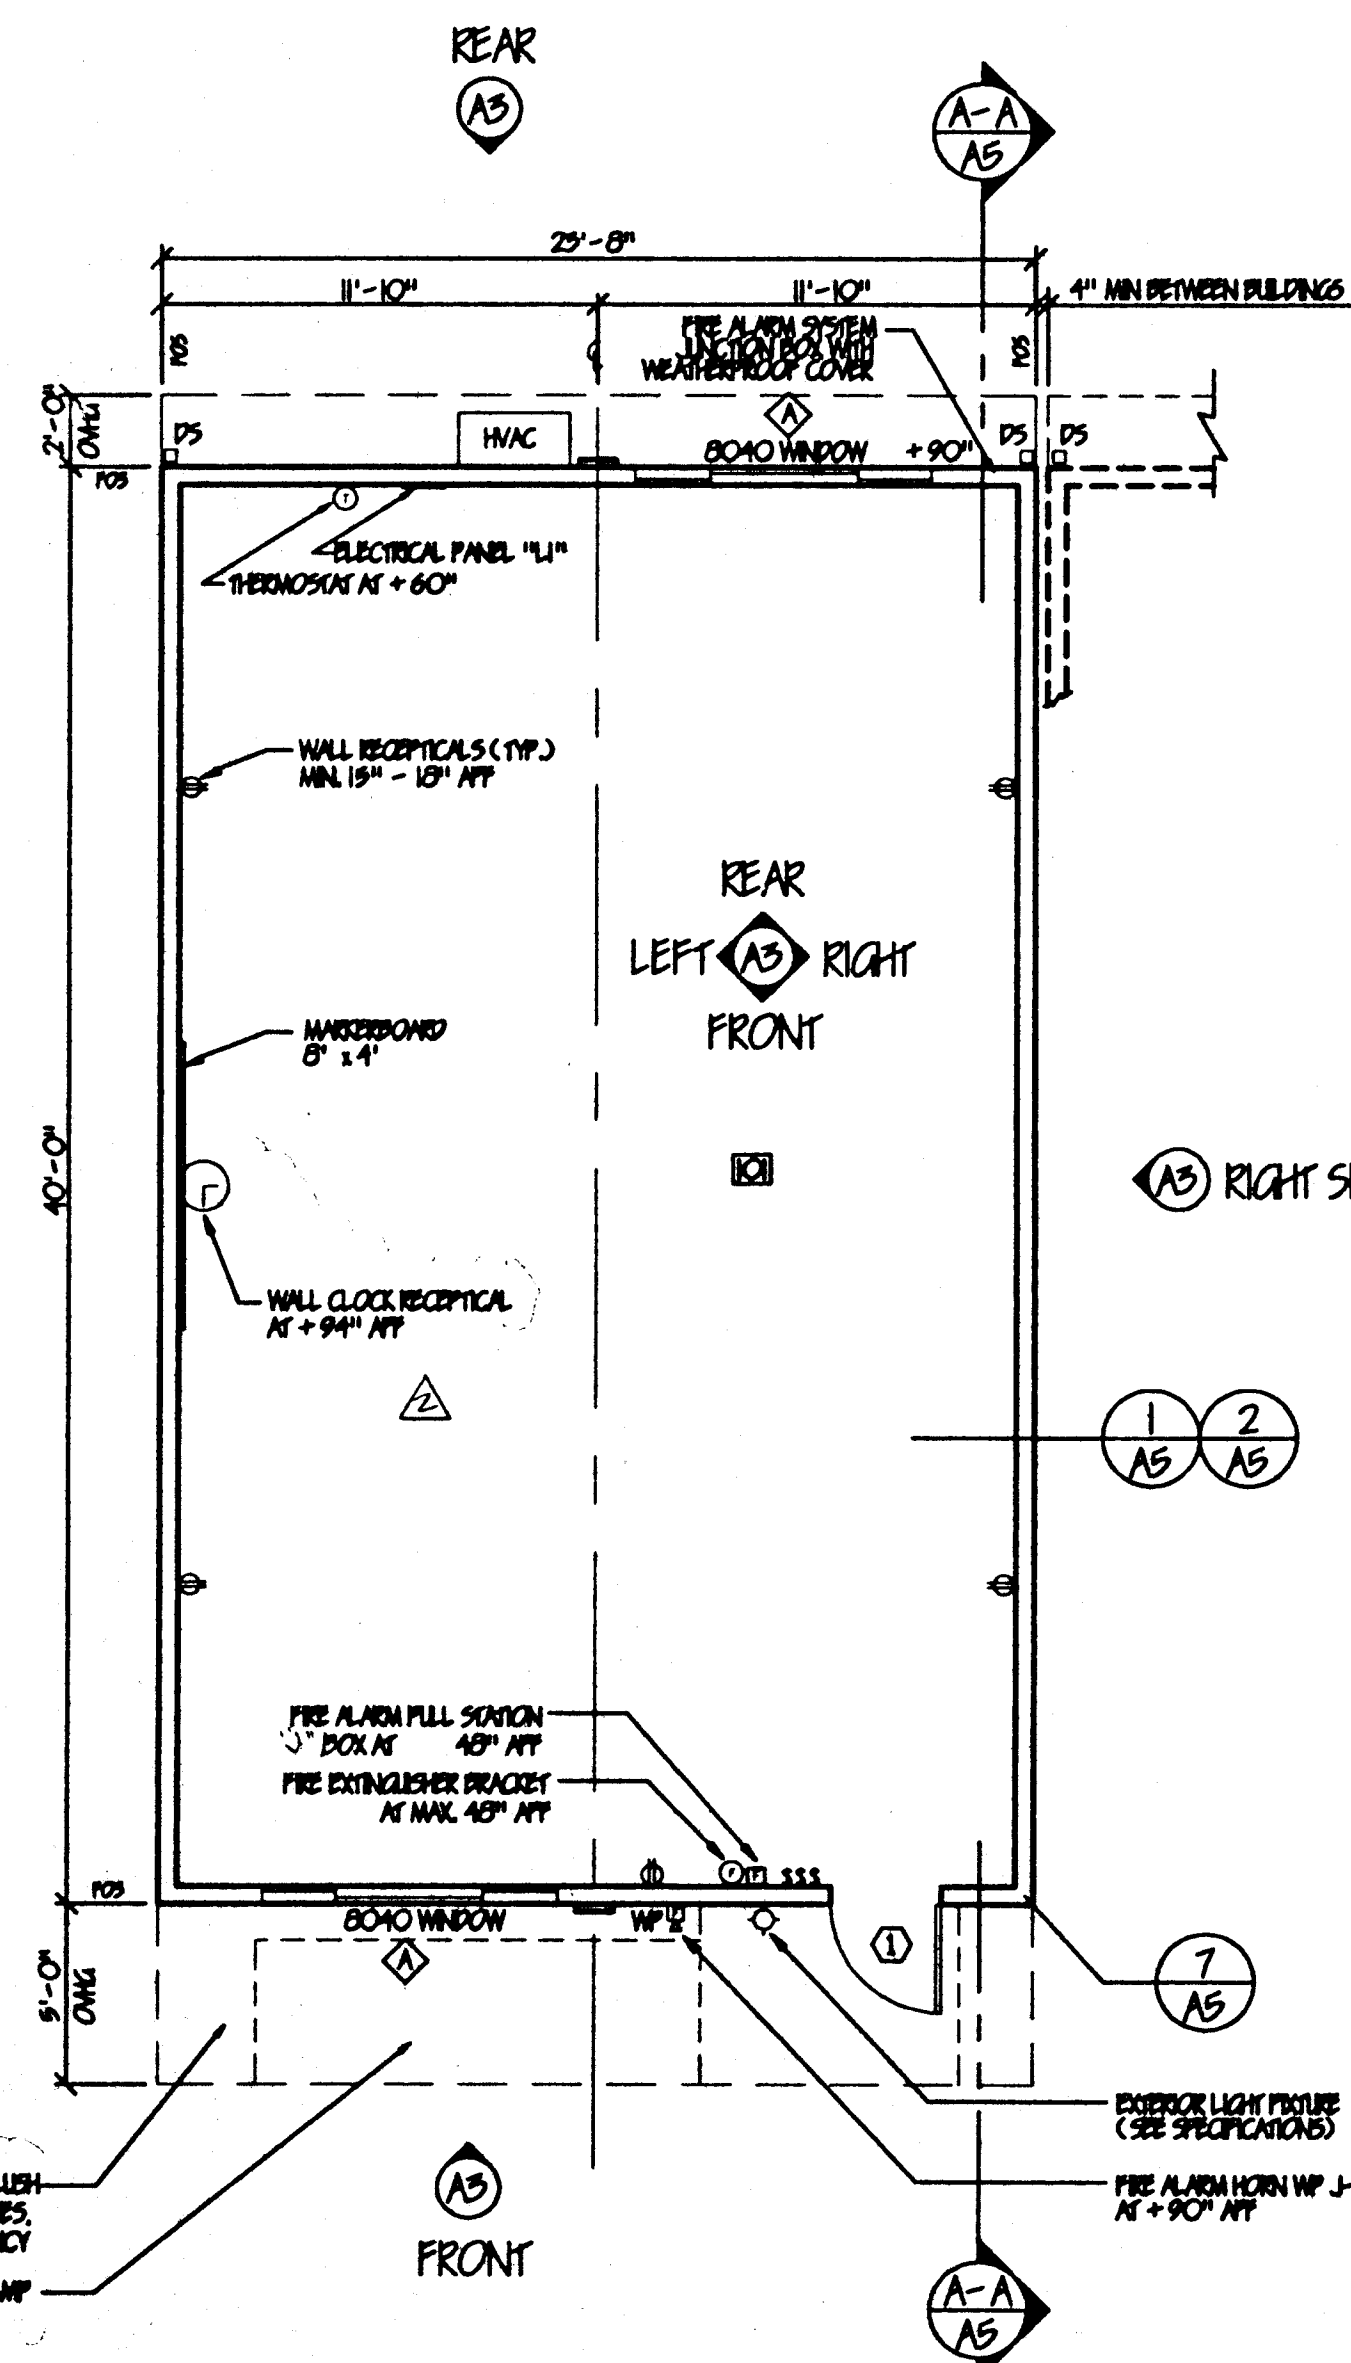 REAR
A3
A-A
A5
23'-8"
11'-10"
11'-10"
4" MIN BETWEEN BUILDINGS
FOS
FOS
FIRE ALARM SYSTEM
JUNCTION BOX WITH
WEATHERPROOF COVER
2'-0"
OVHG
DS
HVAC
A
8040 WINDOW
+90"
DS
DS
FOS
T
ELECTRICAL PANEL "L1"
THERMOSTAT AT +60"
WALL RECEPTICALS (TYP.)
MIN. 15" - 18" AFF
REAR
LEFT
A3
RIGHT
FRONT
MARKERBOARD
8' x 4'
40'-0"
A3
RIGHT
WALL CLOCK RECEPTICAL
AT +94" AFF
2
1
A5
2
A5
FIRE ALARM PULL STATION
"J" BOX AT 48" AFF
FIRE EXTINGUISHER BRACKET
AT MAX. 48" AFF
F
F
$$$
FOS
8040 WINDOW
WP
A
1
5'-0"
OVHG
7
A5
EXTERIOR LIGHT FIXTURE
(SEE SPECIFICATIONS)
FIRE ALARM HORN WP J-
AT +90" AFF
A3
FRONT
A-A
A5